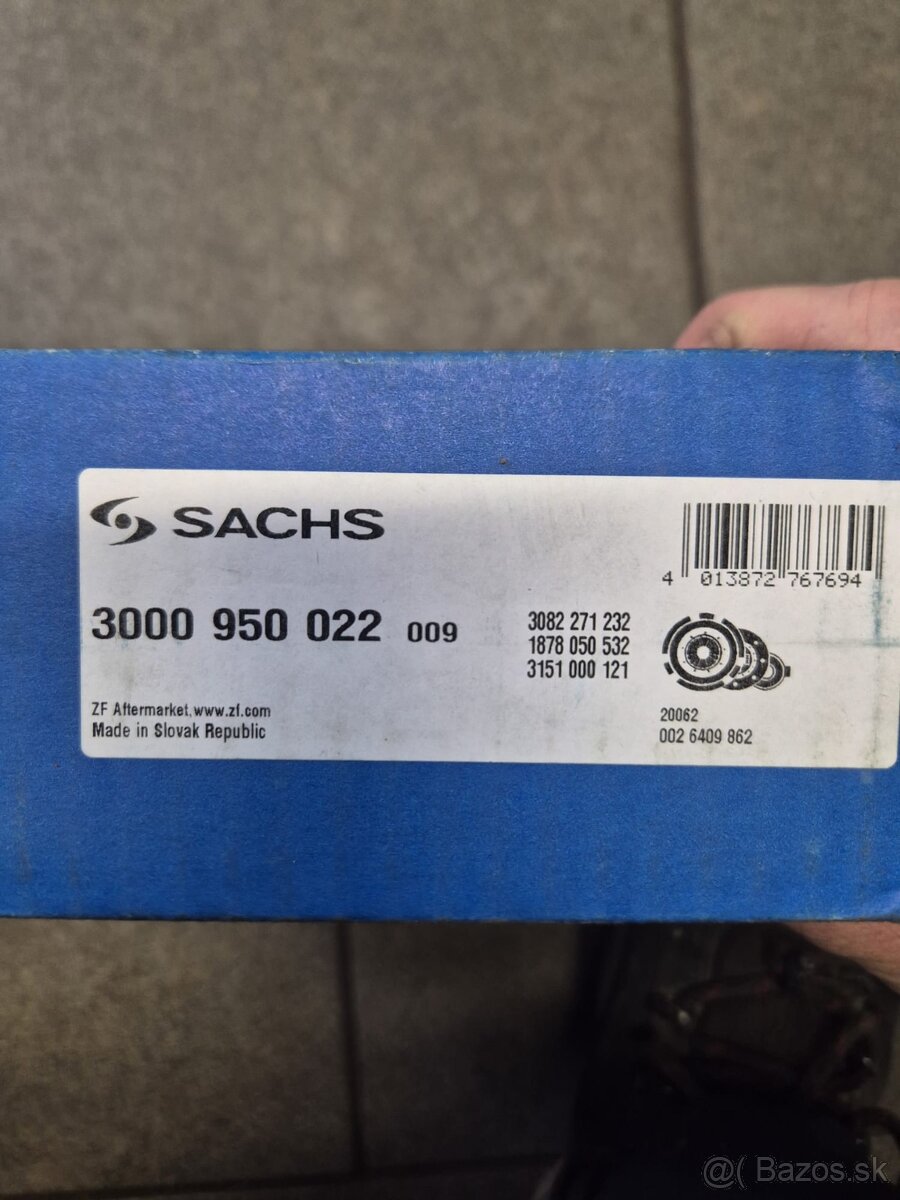 SACHS
4 013872 767694
3000 950 022 009
3082 271 232
1878 050 532
3151 000 121
ZF Aftermarket, www.zf.com
Made in Slovak Republic
20062
002 6409 862
@( Bazos.sk